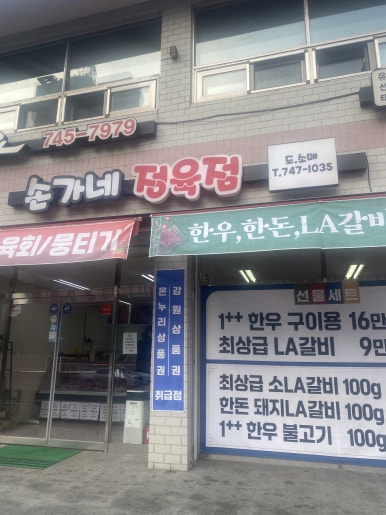 745-7979
손가네 정육점
도.소매
T.747-1035
육회/뭉티기
한우,한돈,LA갈비
온누리상품권
강원상품권
취급점
선물세트
1++ 한우 구이용 16만
최상급 LA갈비 9만
최상급 소LA갈비 100g
한돈 돼지LA갈비 100g
1++ 한우 불고기 100g